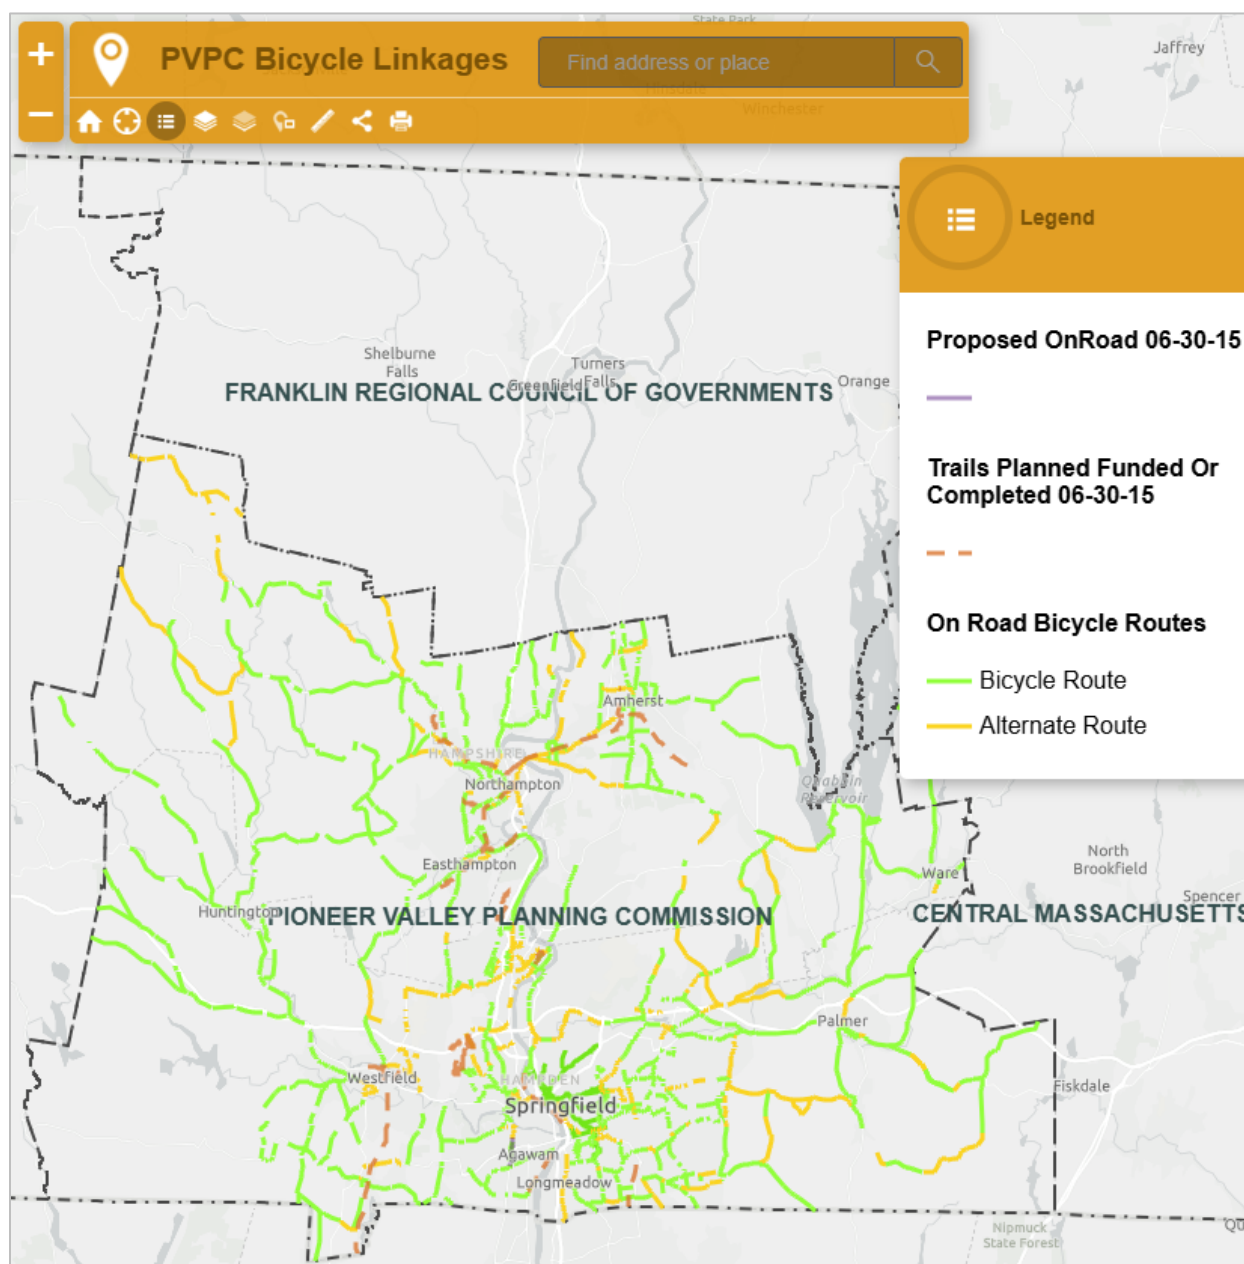 State Park
Jaffrey
PVPC Bicycle Linkages
Find address or place
Hinsdale
Winchester
Legend
Proposed OnRoad 06-30-15
Trails Planned Funded Or
Completed 06-30-15
On Road Bicycle Routes
Bicycle Route
Alternate Route
Shelburne
Falls
Turners
Falls
Greenfield
Orange
FRANKLIN REGIONAL COUNCIL OF GOVERNMENTS
Amherst
HAMPSHIRE
Northampton
Quabbin
Reservoir
Easthampton
Ware
North
Brookfield
Spencer
Huntington
PIONEER VALLEY PLANNING COMMISSION
CENTRAL MASSACHUSETTS
Palmer
Westfield
HAMPDEN
Fiskdale
Springfield
Agawam
Longmeadow
Nipmuck
State Forest